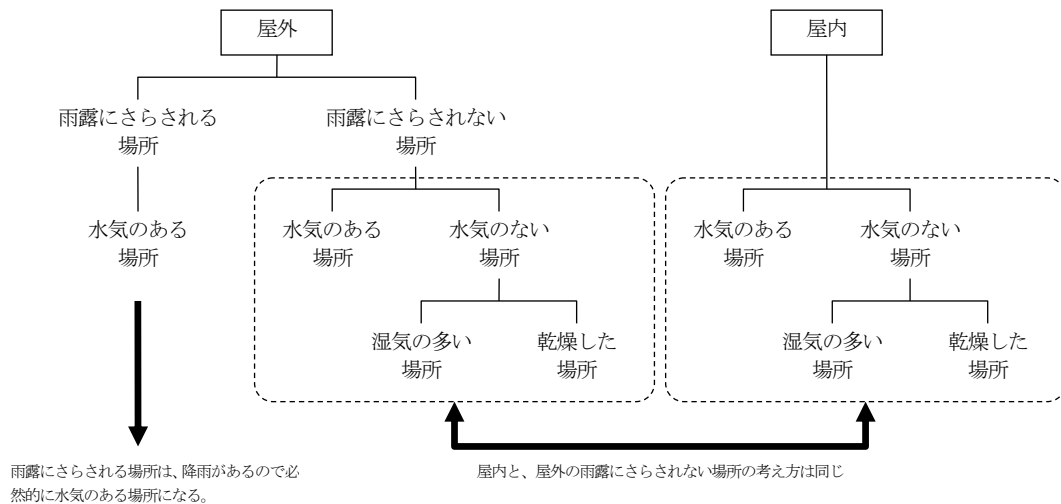 屋外
屋内
雨露にさらされる
場所
雨露にさらされない
場所
水気のある
場所
水気のある
場所
水気のない
場所
水気のある
場所
水気のない
場所
湿気の多い
場所
乾燥した
場所
湿気の多い
場所
乾燥した
場所
雨露にさらされる場所は、降雨があるので必
然的に水気のある場所になる。
屋内と、屋外の雨露にさらされない場所の考え方は同じ